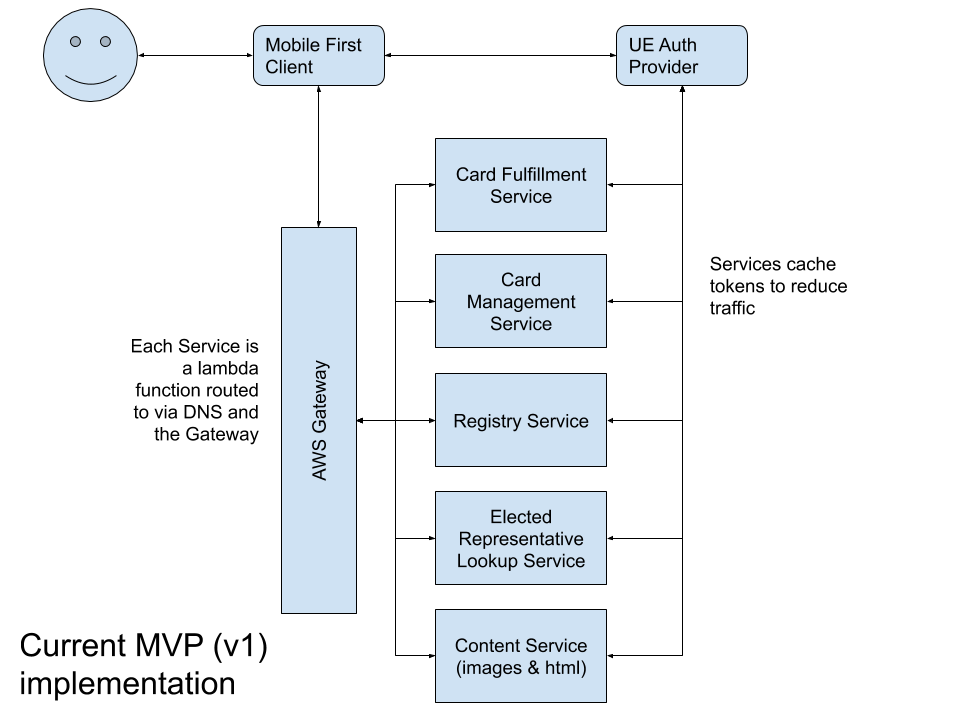 Mobile First
Client
UE Auth
Provider
Card Fulfillment
Service
Card
Management
Service
Services cache
tokens to reduce
traffic
Each Service is
a lambda
function routed
to via DNS and
the Gateway
AWS Gateway
Registry Service
Elected
Representative
Lookup Service
Content Service
(images & html)
Current MVP (v1)
implementation